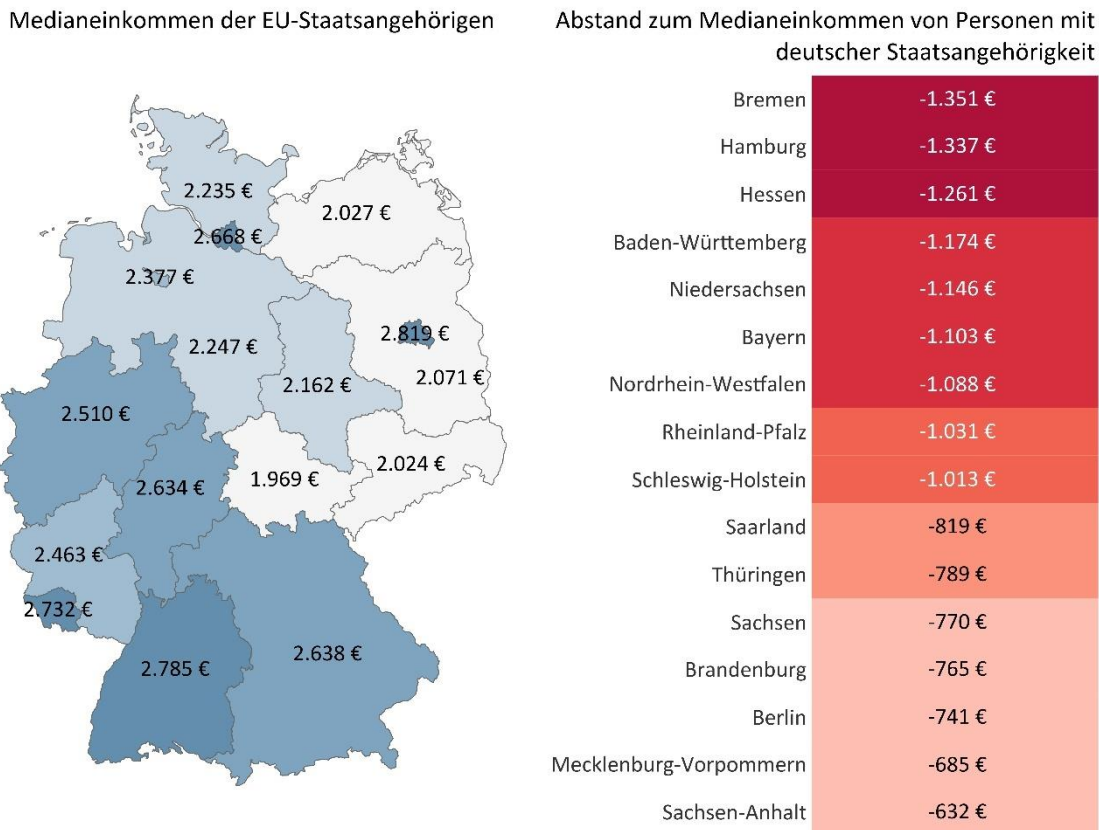 Medianeinkommen der EU-Staatsangehörigen
2.235 €
2.027 €
2.668 €
2.377 €
2.819 €
2.247 €
2.162 €
2.071 €
2.510 €
2.024 €
1.969 €
2.634 €
2.463 €
2.732 €
2.638 €
2.785 €
Abstand zum Medianeinkommen von Personen mit
deutscher Staatsangehörigkeit
Bremen -1.351 €
Hamburg -1.337 €
Hessen -1.261 €
Baden-Württemberg -1.174 €
Niedersachsen -1.146 €
Bayern -1.103 €
Nordrhein-Westfalen -1.088 €
Rheinland-Pfalz -1.031 €
Schleswig-Holstein -1.013 €
Saarland -819 €
Thüringen -789 €
Sachsen -770 €
Brandenburg -765 €
Berlin -741 €
Mecklenburg-Vorpommern -685 €
Sachsen-Anhalt -632 €